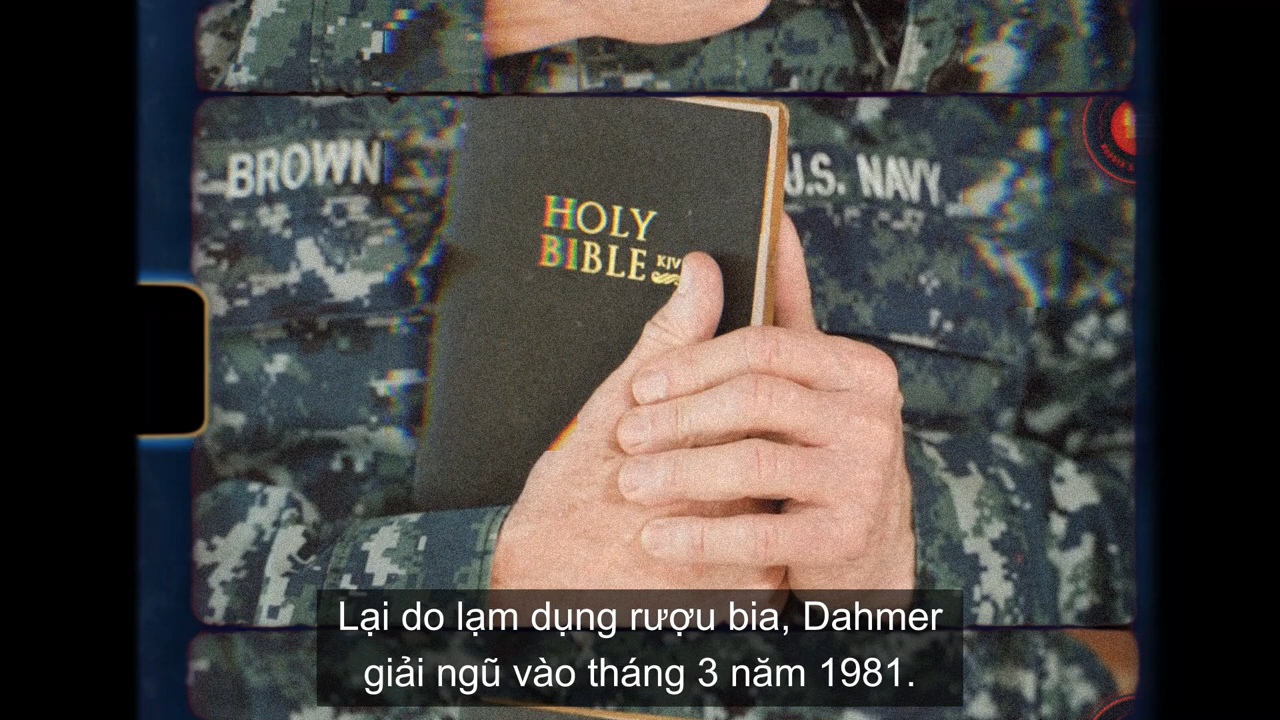 BROWN
U.S. NAVY
HOLY
BIBLE KJV
Lại do lạm dụng rượu bia, Dahmer
giải ngũ vào tháng 3 năm 1981.